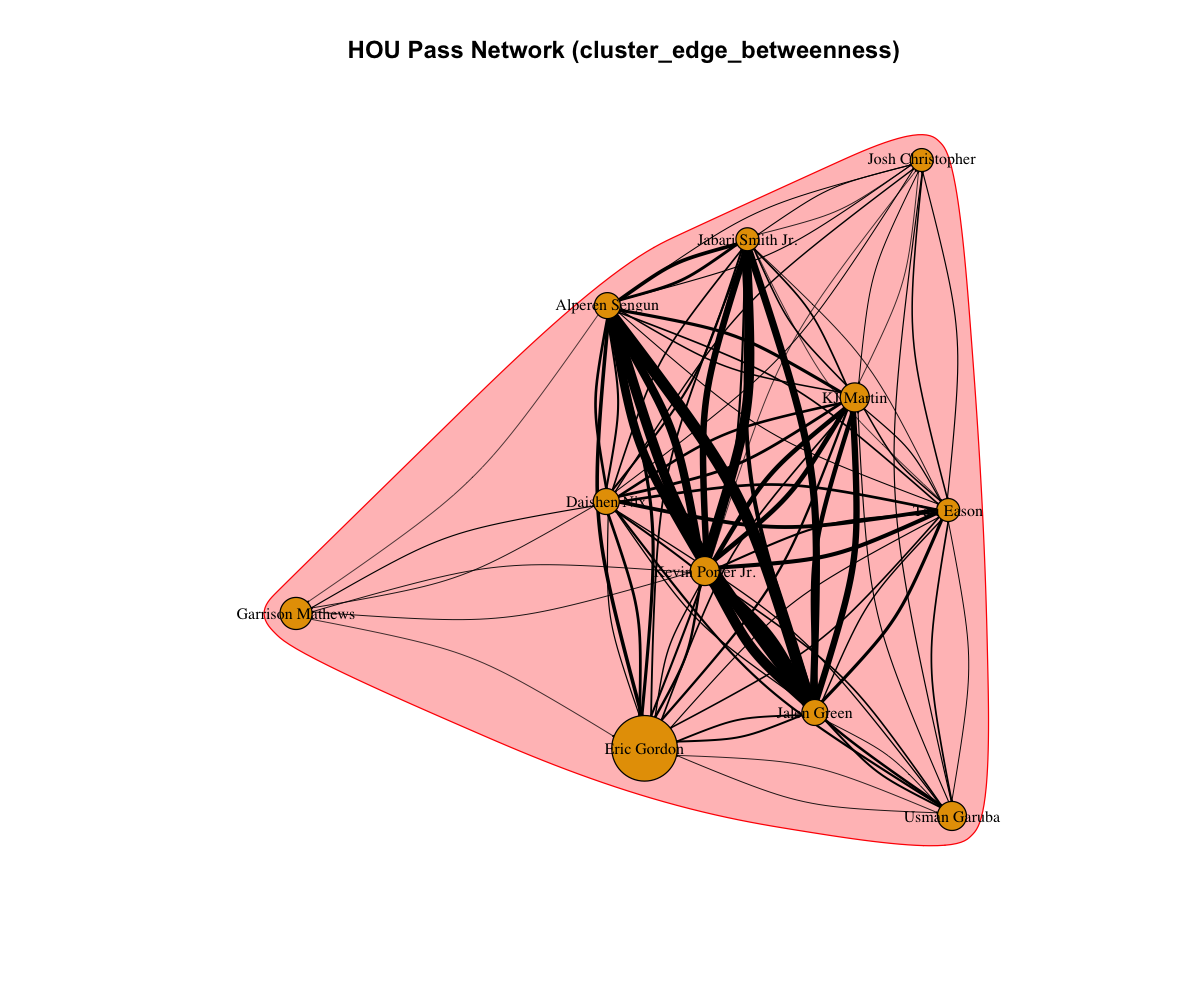 HOU Pass Network (cluster_edge_betweenness)
Josh Christopher
Jabari Smith Jr.
Alperen Sengun
KJ Martin
Daishen Nix
Eason
Kevin Porter Jr.
Garrison Mathews
Jalen Green
Eric Gordon
Usman Garuba